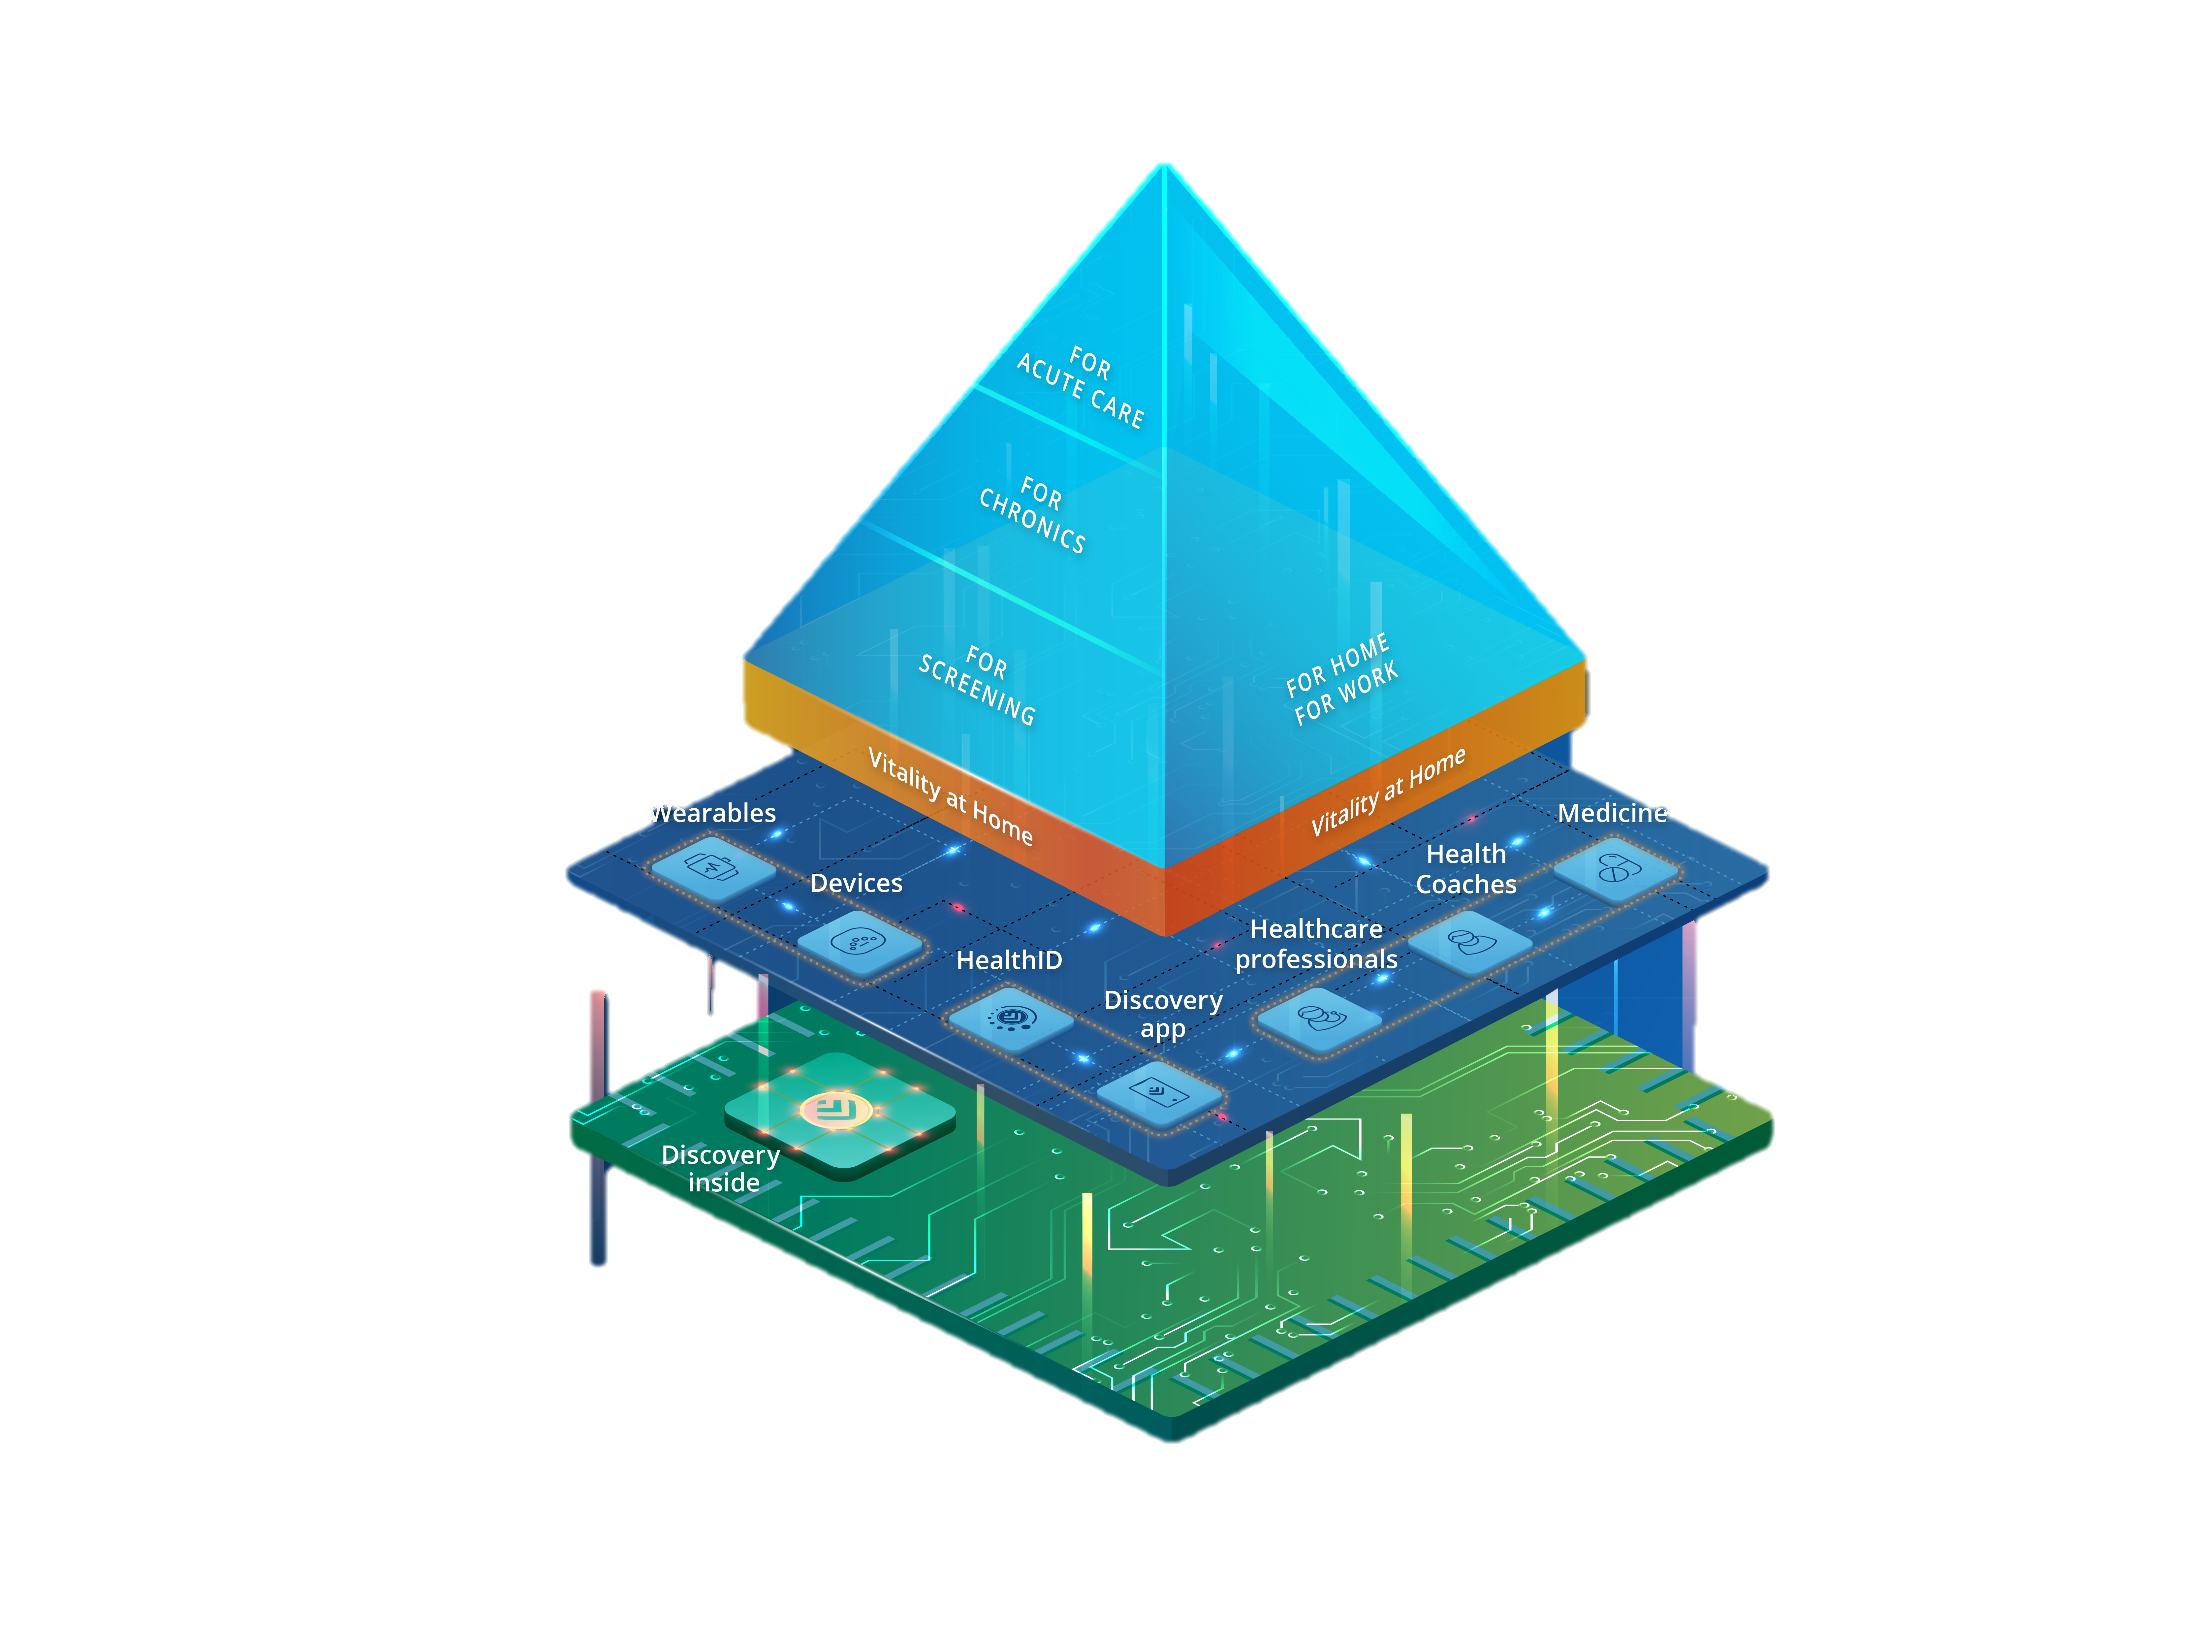 FOR
ACUTE CARE
FOR
CHRONICS
FOR
SCREENING
FOR HOME
FOR WORK
Vitality at Home
Vitality at Home
Wearables
Devices
HealthID
Discovery
app
Healthcare
professionals
Health
Coaches
Medicine
Discovery
inside